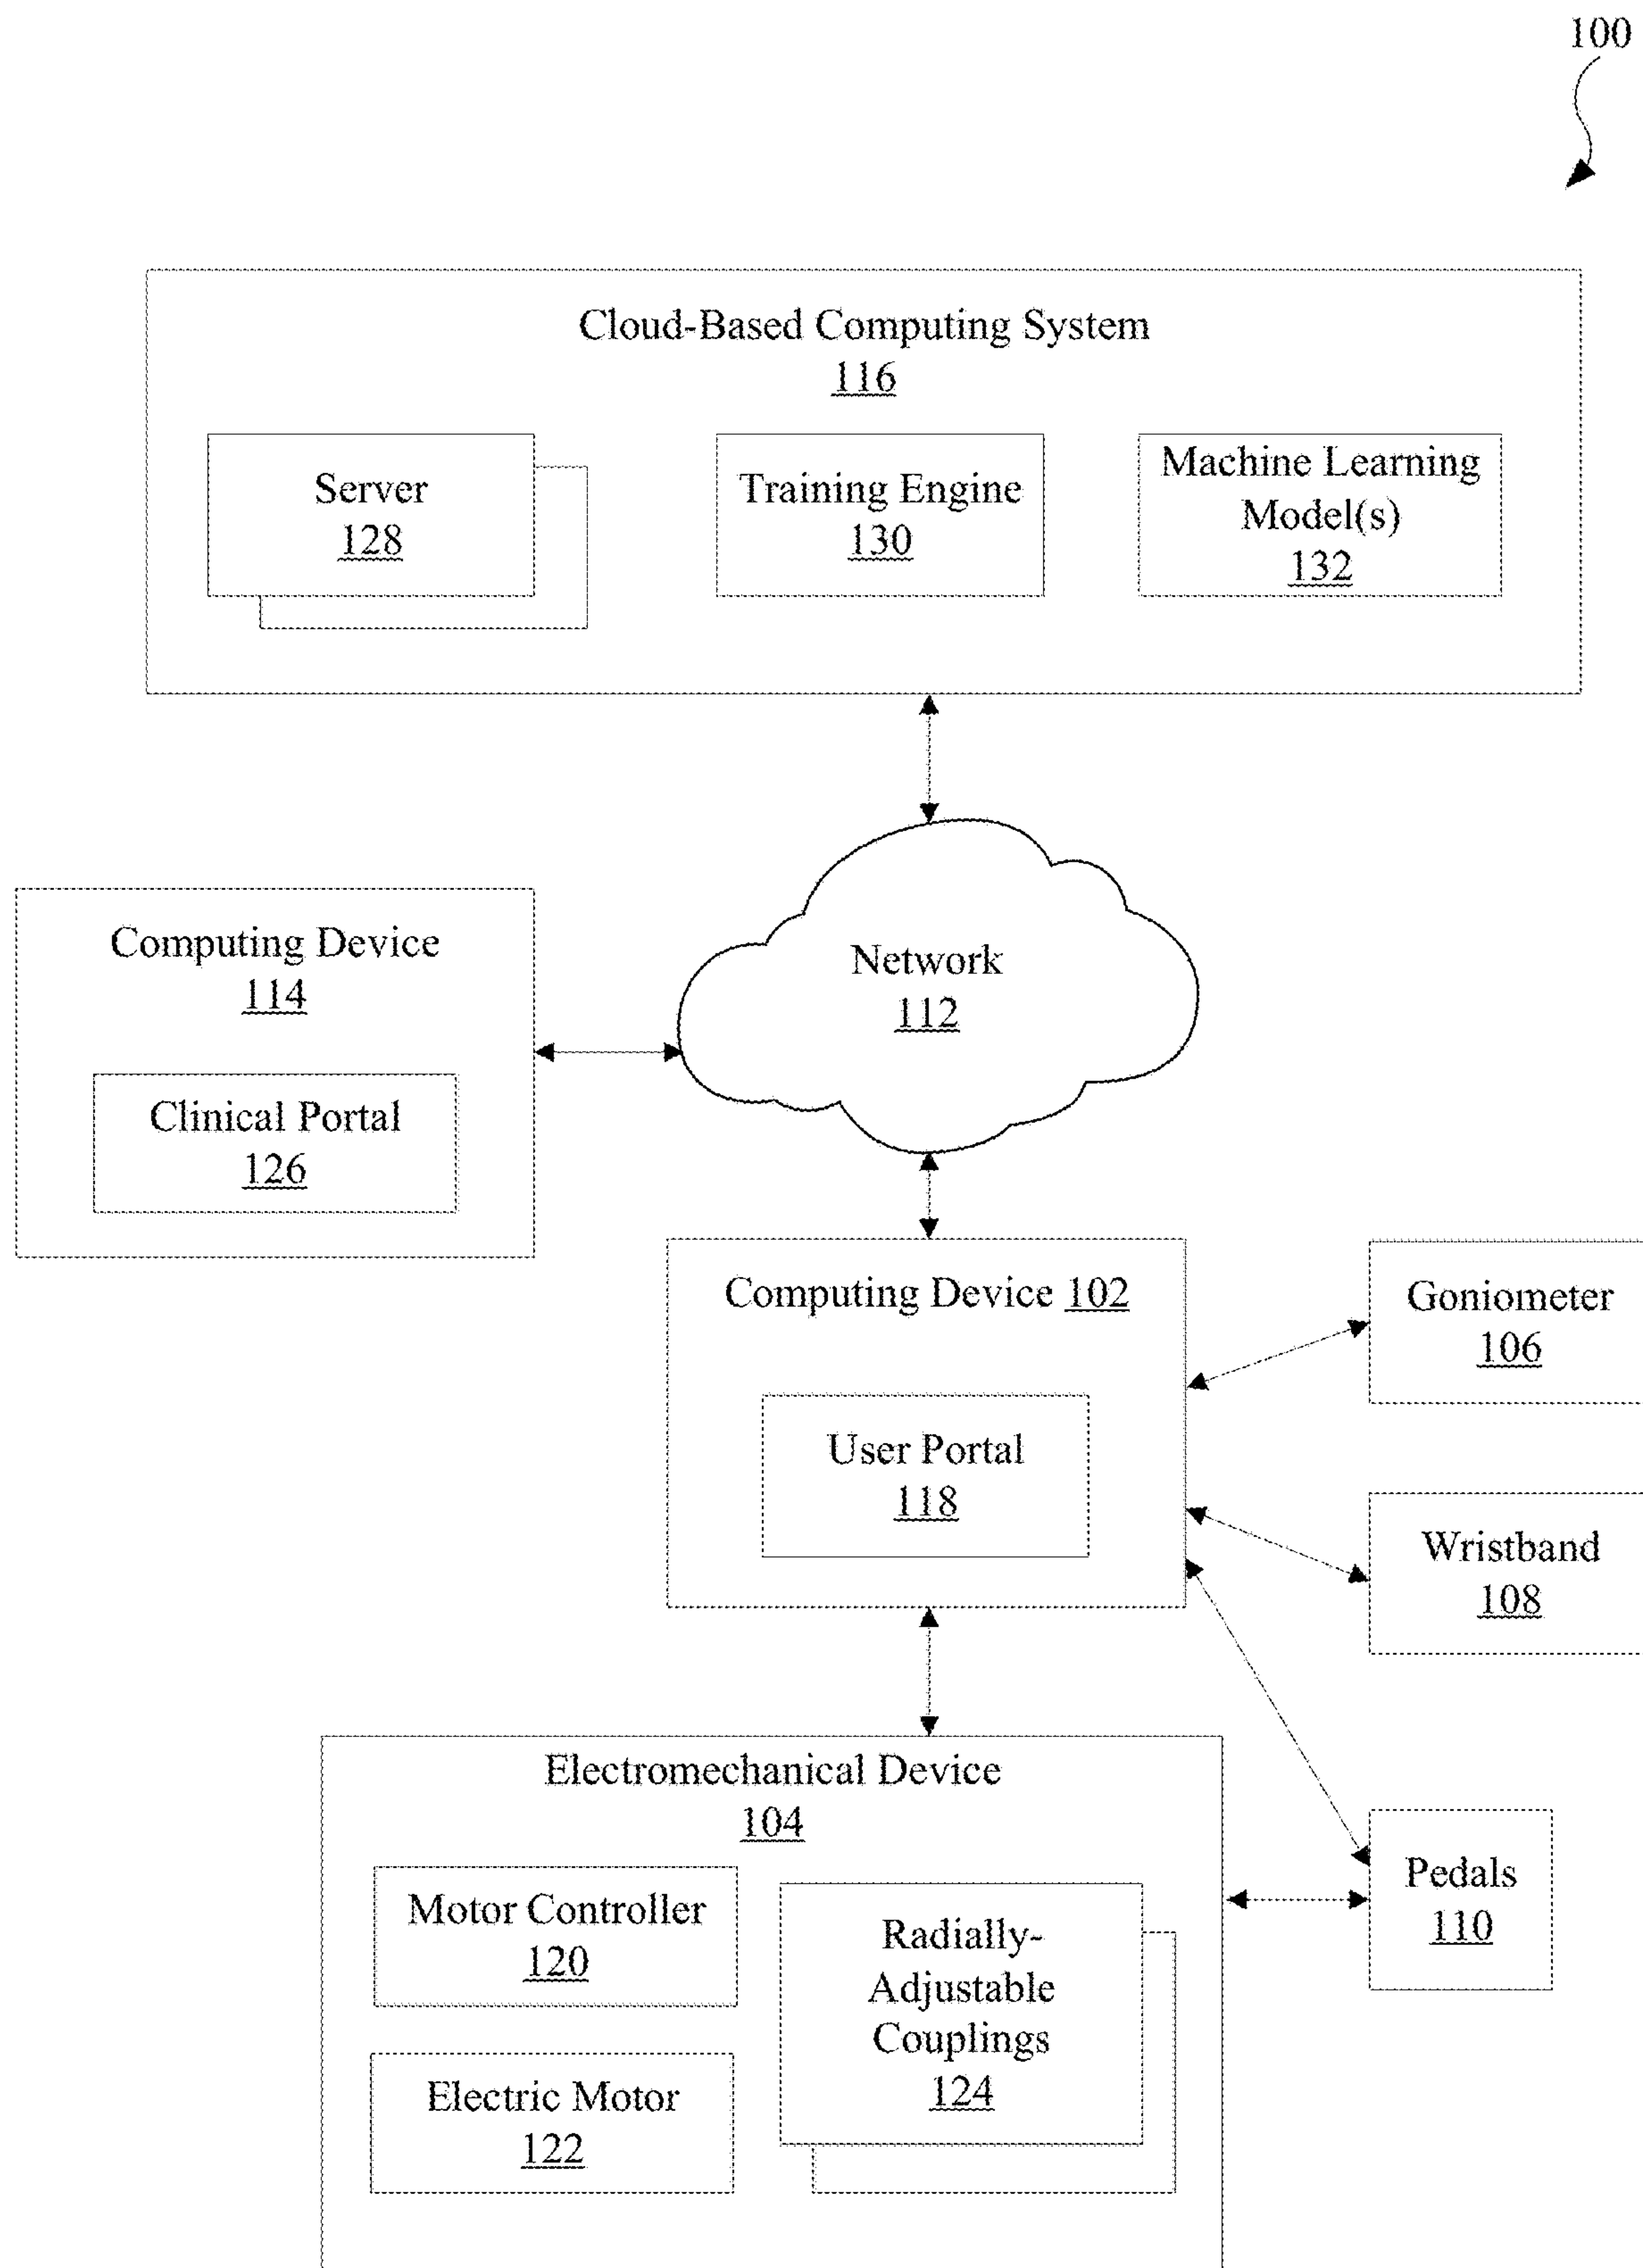 100
Cloud-Based Computing System
116
Server
128
Training Engine
130
Machine Learning
Model(s)
132
Network
112
Computing Device
114
Clinical Portal
126
Computing Device 102
User Portal
118
Goniometer
106
Wristband
108
Pedals
110
Electromechanical Device
104
Motor Controller
120
Radially-
Adjustable
Couplings
124
Electric Motor
122